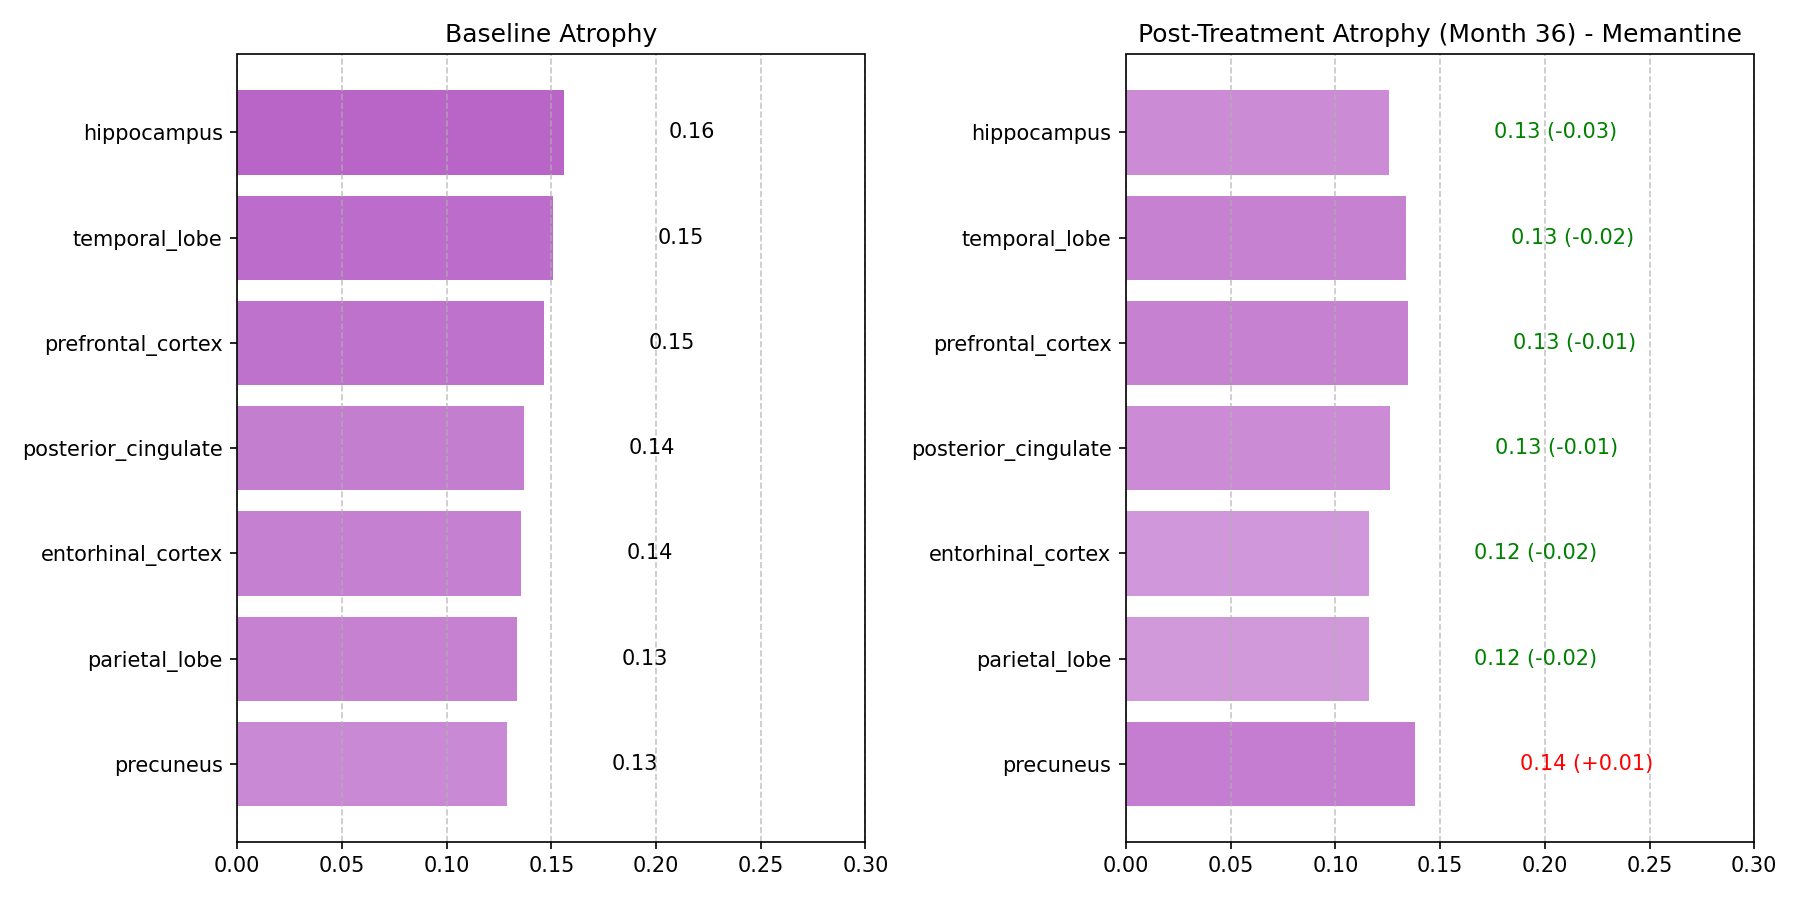 Baseline Atrophy
hippocampus 0.16
temporal_lobe 0.15
prefrontal_cortex 0.15
posterior_cingulate 0.14
entorhinal_cortex 0.14
parietal_lobe 0.13
precuneus 0.13
0.00 0.05 0.10 0.15 0.20 0.25 0.30
Post-Treatment Atrophy (Month 36) - Memantine
hippocampus 0.13 (-0.03)
temporal_lobe 0.13 (-0.02)
prefrontal_cortex 0.13 (-0.01)
posterior_cingulate 0.13 (-0.01)
entorhinal_cortex 0.12 (-0.02)
parietal_lobe 0.12 (-0.02)
precuneus 0.14 (+0.01)
0.00 0.05 0.10 0.15 0.20 0.25 0.30